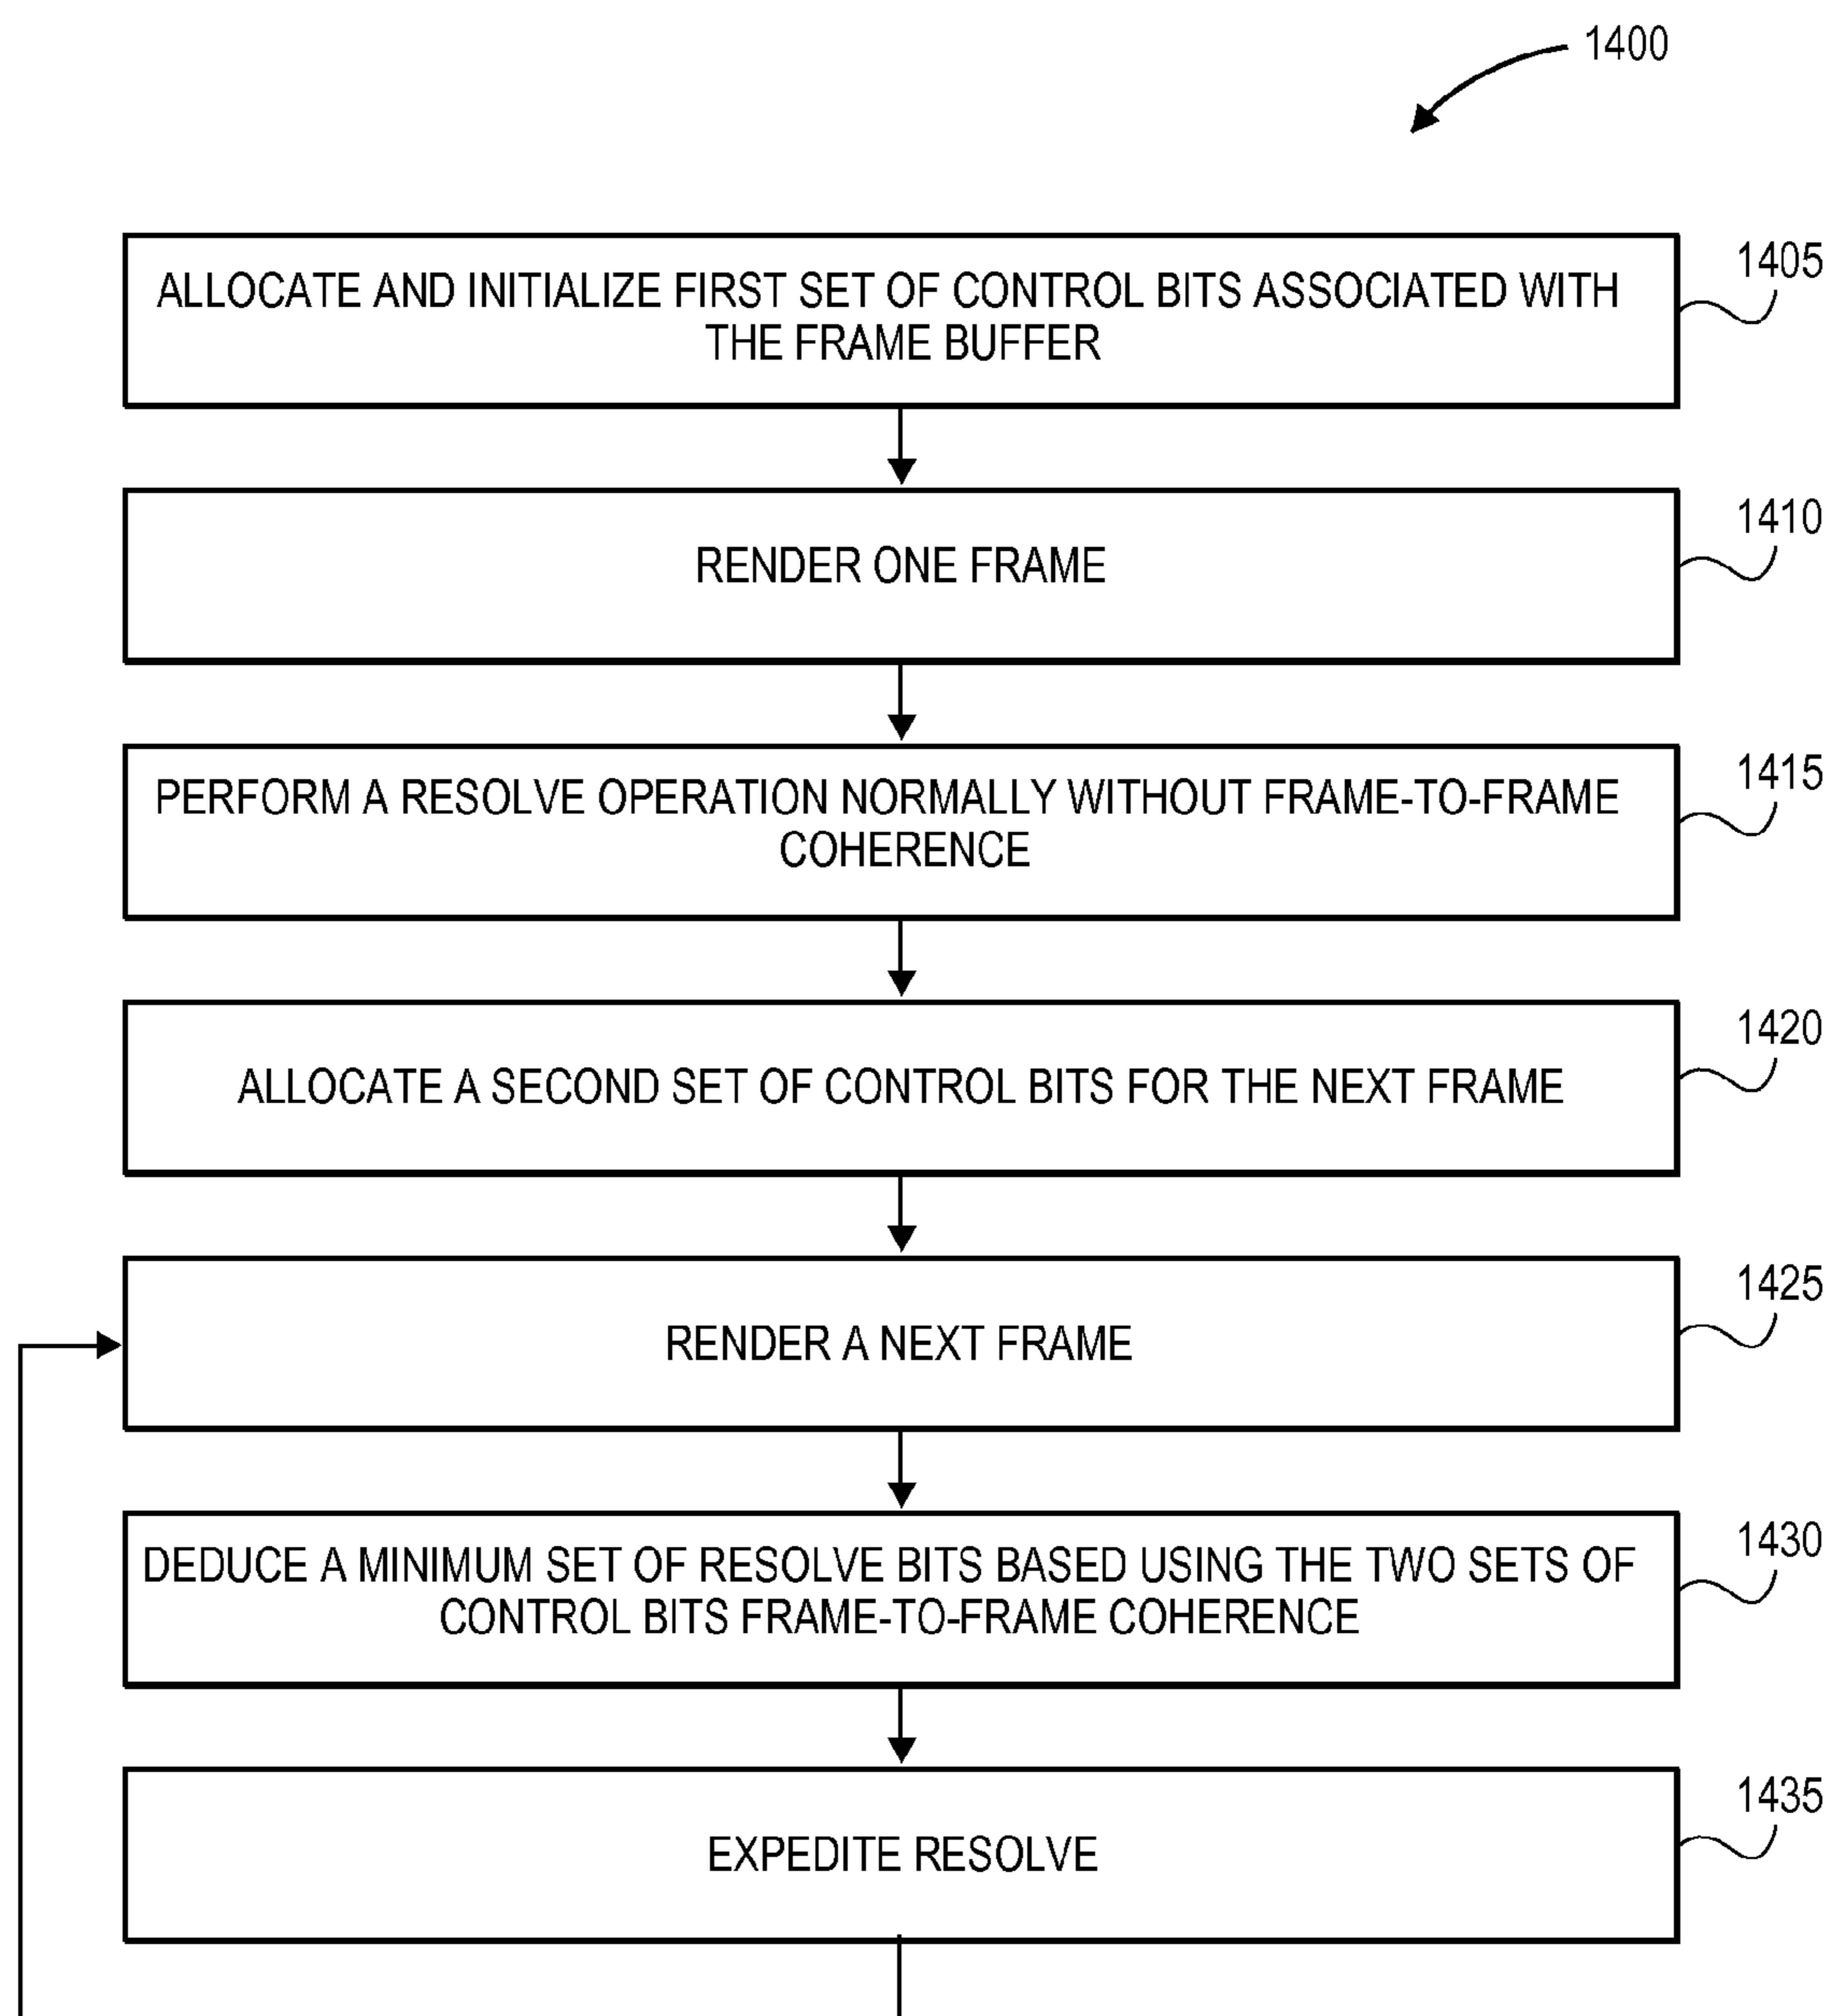 1400
ALLOCATE AND INITIALIZE FIRST SET OF CONTROL BITS ASSOCIATED WITH
THE FRAME BUFFER
1405
RENDER ONE FRAME
1410
PERFORM A RESOLVE OPERATION NORMALLY WITHOUT FRAME-TO-FRAME
COHERENCE
1415
ALLOCATE A SECOND SET OF CONTROL BITS FOR THE NEXT FRAME
1420
RENDER A NEXT FRAME
1425
DEDUCE A MINIMUM SET OF RESOLVE BITS BASED USING THE TWO SETS OF
CONTROL BITS FRAME-TO-FRAME COHERENCE
1430
EXPEDITE RESOLVE
1435